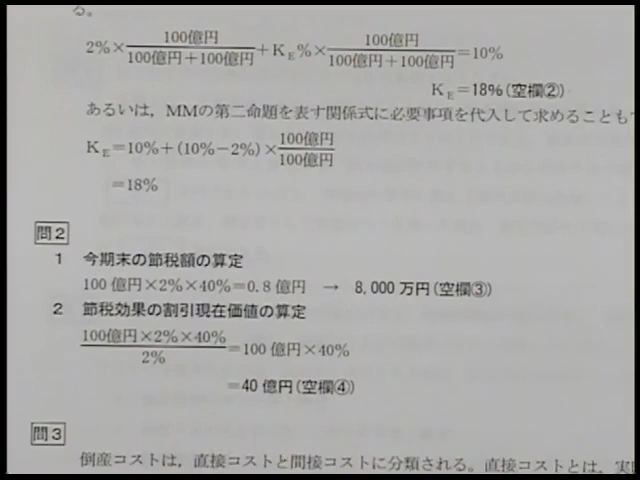 る。
2%×100億円/100億円+100億円+KE%×100億円/100億円+100億円=10%
KE=18%(空欄②)
あるいは，MMの第二命題を表す関係式に必要事項を代入して求めることも
KE=10%+(10%-2%)×100億円/100億円
=18%
問2
1 今期末の節税額の算定
100億円×2%×40%=0.8億円 → 8,000万円(空欄③)
2 節税効果の割引現在価値の算定
100億円×2%×40%/2%=100億円×40%
=40億円(空欄④)
問3
倒産コストは，直接コストと間接コストに分類される。直接コストとは，実